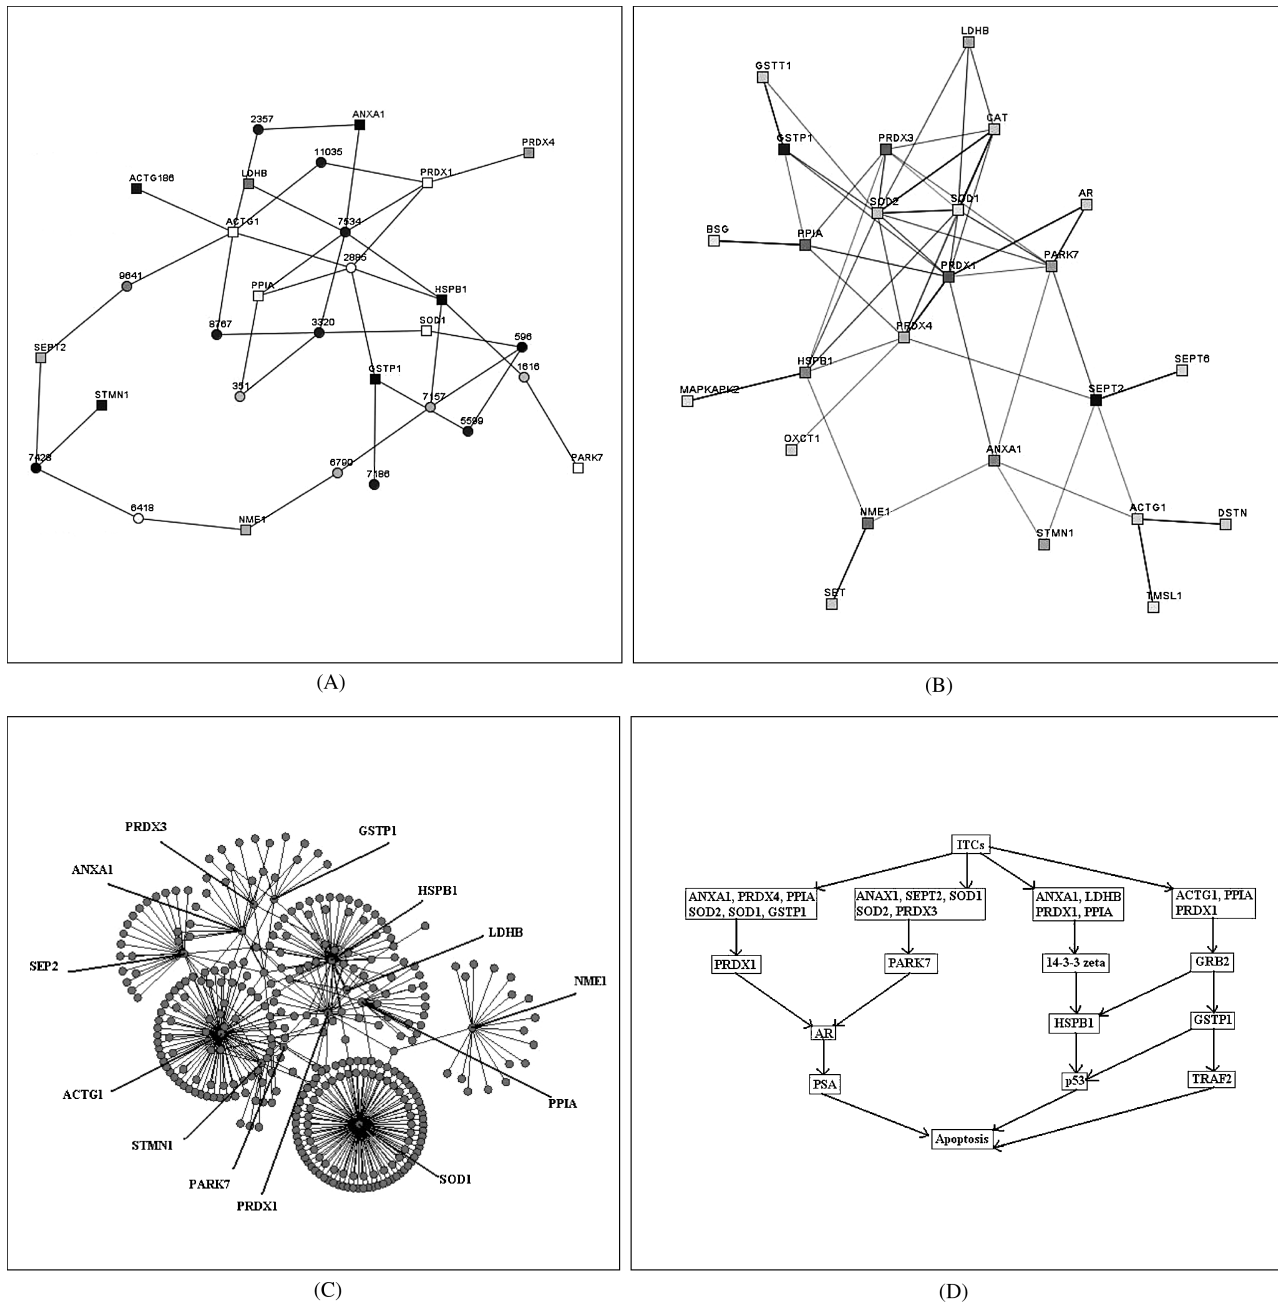 ANXA1
2357
PRDX4
11035
LDHB
PRDX1
ACTG186
ACTG1
7534
2885
9641
PPIA
HSPB1
8767
3320
SOD1
596
SEPT2
GSTP1
1616
351
STMN1
7157
5599
7428
6790
PARK7
7186
6418
NME1
(A)
LDHB
GSTT1
CAT
GSTP1
PRDX3
AR
SOD2
SOD1
BSG
PPIA
PARK7
PRDX1
PRDX4
HSPB1
SEPT6
MAPKAPK2
SEPT2
OXCT1
ANXA1
NME1
ACTG1
DSTN
STMN1
SET
TMSL1
(B)
PRDX3
GSTP1
ANXA1
HSPB1
LDHB
SEP2
NME1
ACTG1
PPIA
STMN1
PARK7
SOD1
PRDX1
(C)
ITCs
ANXA1, PRDX4, PPIA
SOD2, SOD1, GSTP1
ANAX1, SEPT2, SOD1
SOD2, PRDX3
ANXA1, LDHB
PRDX1, PPIA
ACTG1, PPIA
PRDX1
PRDX1
PARK7
14-3-3 zeta
GRB2
AR
HSPB1
GSTP1
PSA
p53
TRAF2
Apoptosis
(D)